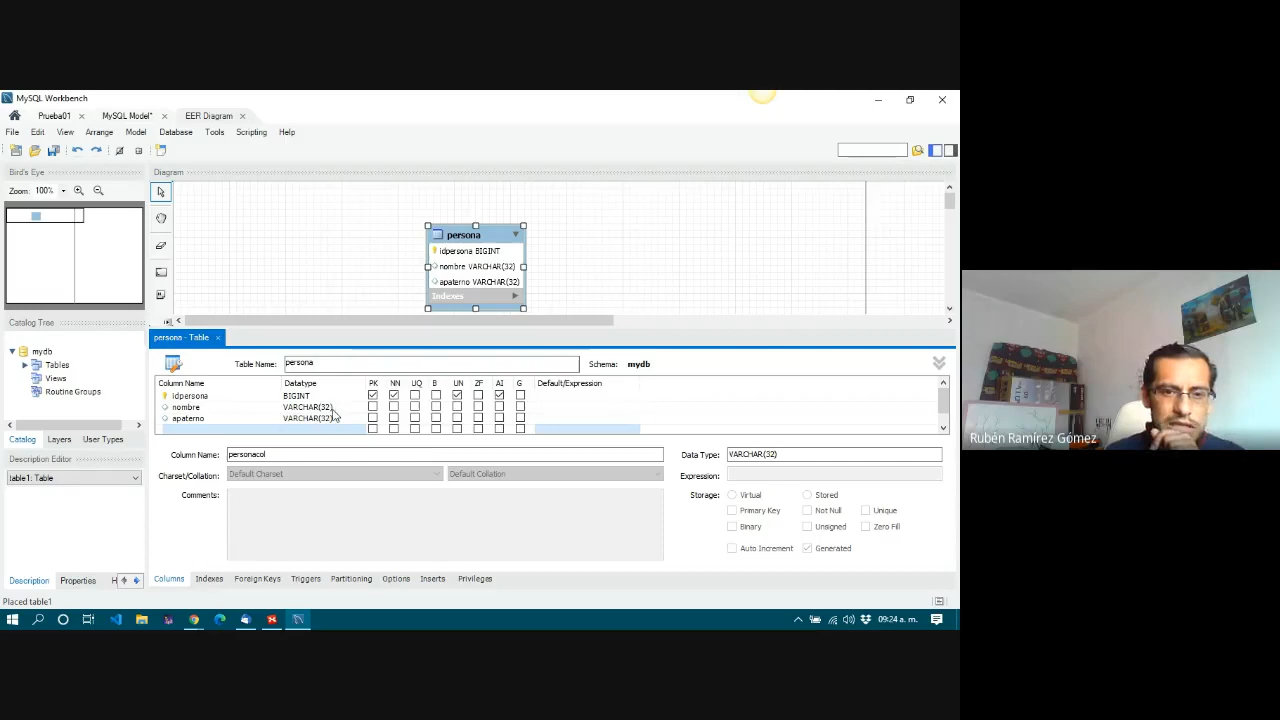 MySQL Workbench
Prueba01 MySQL Model* EER Diagram
File Edit View Arrange Model Database Tools Scripting Help
Bird's Eye
Diagram
Zoom: 100%
persona
idpersona BIGINT
nombre VARCHAR(32)
apaterno VARCHAR(32)
Indexes
Catalog Tree
mydb
Tables
Views
Routine Groups
Catalog Layers User Types
Description Editor
table1: Table
Description Properties H
persona - Table
Table Name: persona Schema: mydb
Column Name Datatype PK NN UQ B UN ZF AI G Default/Expression
idpersona BIGINT
nombre VARCHAR(32)
apaterno VARCHAR(32)
Column Name: personacol Data Type: VARCHAR(32)
Charset/Collation: Default Charset Default Collation Expression:
Comments: Storage: Virtual Stored
Primary Key Not Null Unique
Binary Unsigned Zero Fill
Auto Increment Generated
Columns Indexes Foreign Keys Triggers Partitioning Options Inserts Privileges
Placed table1
09:24 a. m.
Rubén Ramírez Gómez